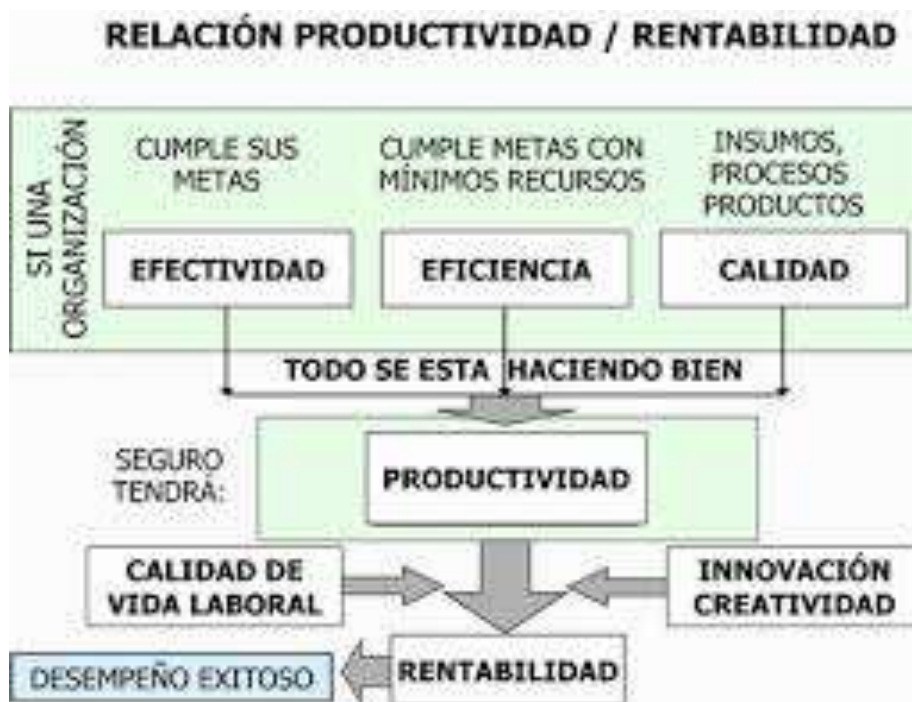 RELACIÓN PRODUCTIVIDAD / RENTABILIDAD
SI UNA
ORGANIZACIÓN
CUMPLE SUS
METAS
EFECTIVIDAD
CUMPLE METAS CON
MÍNIMOS RECURSOS
EFICIENCIA
INSUMOS,
PROCESOS
PRODUCTOS
CALIDAD
TODO SE ESTA HACIENDO BIEN
SEGURO
TENDRÁ:
PRODUCTIVIDAD
CALIDAD DE
VIDA LABORAL
INNOVACIÓN
CREATIVIDAD
RENTABILIDAD
DESEMPEÑO EXITOSO